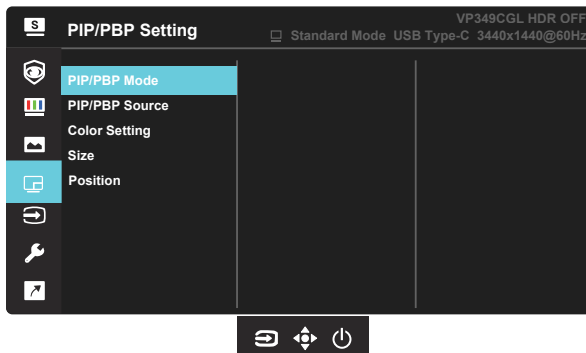 S
PIP/PBP Setting
VP349CGL HDR OFF
Standard Mode USB Type-C 3440x1440@60Hz
PIP/PBP Mode
PIP/PBP Source
Color Setting
Size
Position